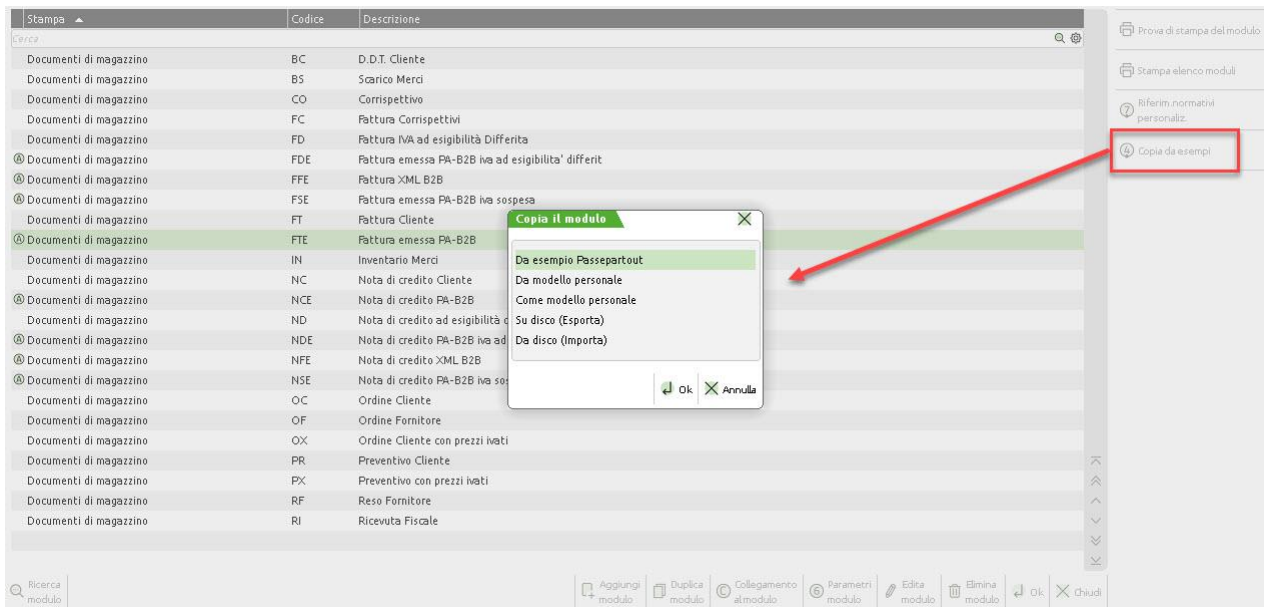 Stampa Codice Descrizione
Cerca
Documenti di magazzino BC D.D.T. Cliente
Documenti di magazzino BS Scarico Merci
Documenti di magazzino CO Corrispettivo
Documenti di magazzino FC Fattura Corrispettivi
Documenti di magazzino FD Fattura IVA ad esigibilità Differita
A Documenti di magazzino FDE Fattura emessa PA-B2B iva ad esigibilita' differit
A Documenti di magazzino FFE Fattura XML B2B
A Documenti di magazzino FSE Fattura emessa PA-B2B iva sospesa
Documenti di magazzino FT Fattura Cliente
A Documenti di magazzino FTE Fattura emessa PA-B2B
Documenti di magazzino IN Inventario Merci
Documenti di magazzino NC Nota di credito Cliente
A Documenti di magazzino NCE Nota di credito PA-B2B
Documenti di magazzino ND Nota di credito ad esigibilità
A Documenti di magazzino NDE Nota di credito PA-B2B iva ad
A Documenti di magazzino NFE Nota di credito XML B2B
A Documenti di magazzino NSE Nota di credito PA-B2B iva
Documenti di magazzino OC Ordine Cliente
Documenti di magazzino OF Ordine Fornitore
Documenti di magazzino OX Ordine Cliente con prezzi ivati
Documenti di magazzino PR Preventivo Cliente
Documenti di magazzino PX Preventivo con prezzi ivati
Documenti di magazzino RF Reso Fornitore
Documenti di magazzino RI Ricevuta Fiscale
Copia il modulo
Da esempio Passepartout
Da modello personale
Come modello personale
Su disco (Esporta)
Da disco (Importa)
Ok Annulla
Prova di stampa del modulo
Stampa elenco moduli
? Riferim.normativi
personaliz.
4 Copia da esempi
Ricerca
modulo
Aggiungi
modulo
Duplica
modulo
C Collegamento
al modulo
6 Parametri
modulo
Edita
modulo
Elimina
modulo
Ok
Chiudi